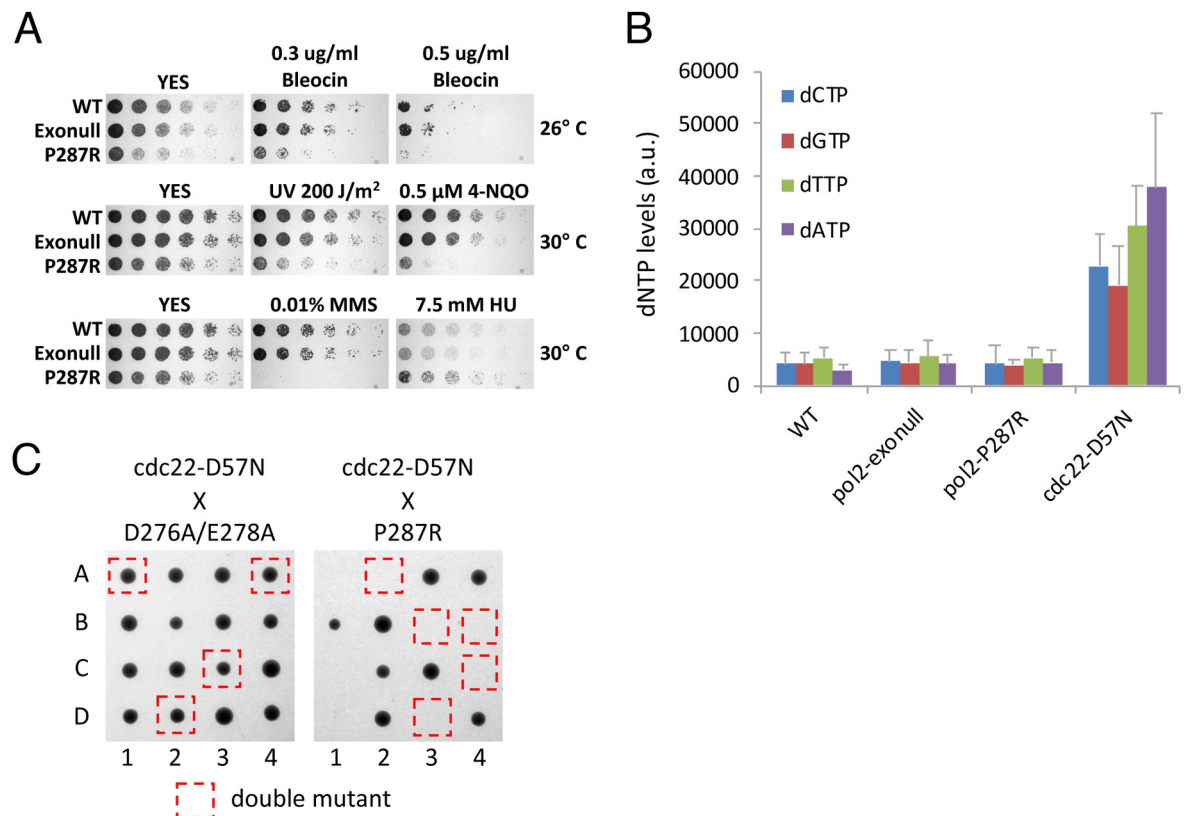 A
0.3 ug/ml Bleocin
0.5 ug/ml Bleocin
YES
WT
Exonull
P287R
26° C
YES
UV 200 J/m²
0.5 µM 4-NQO
WT
Exonull
P287R
30° C
YES
0.01% MMS
7.5 mM HU
WT
Exonull
P287R
30° C
B
dNTP levels (a.u.)
60000
50000
40000
30000
20000
10000
0
dCTP
dGTP
dTTP
dATP
WT
pol2-exonull
pol2-P287R
cdc22-D57N
C
cdc22-D57N
X
D276A/E278A
cdc22-D57N
X
P287R
A
B
C
D
1 2 3 4
1 2 3 4
double mutant